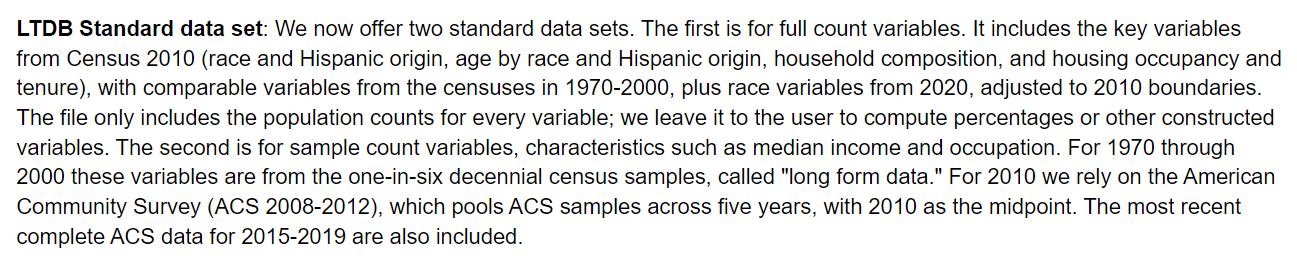 LTDB Standard data set: We now offer two standard data sets. The first is for full count variables. It includes the key variables
from Census 2010 (race and Hispanic origin, age by race and Hispanic origin, household composition, and housing occupancy and
tenure), with comparable variables from the censuses in 1970-2000, plus race variables from 2020, adjusted to 2010 boundaries.
The file only includes the population counts for every variable; we leave it to the user to compute percentages or other constructed
variables. The second is for sample count variables, characteristics such as median income and occupation. For 1970 through
2000 these variables are from the one-in-six decennial census samples, called "long form data." For 2010 we rely on the American
Community Survey (ACS 2008-2012), which pools ACS samples across five years, with 2010 as the midpoint. The most recent
complete ACS data for 2015-2019 are also included.